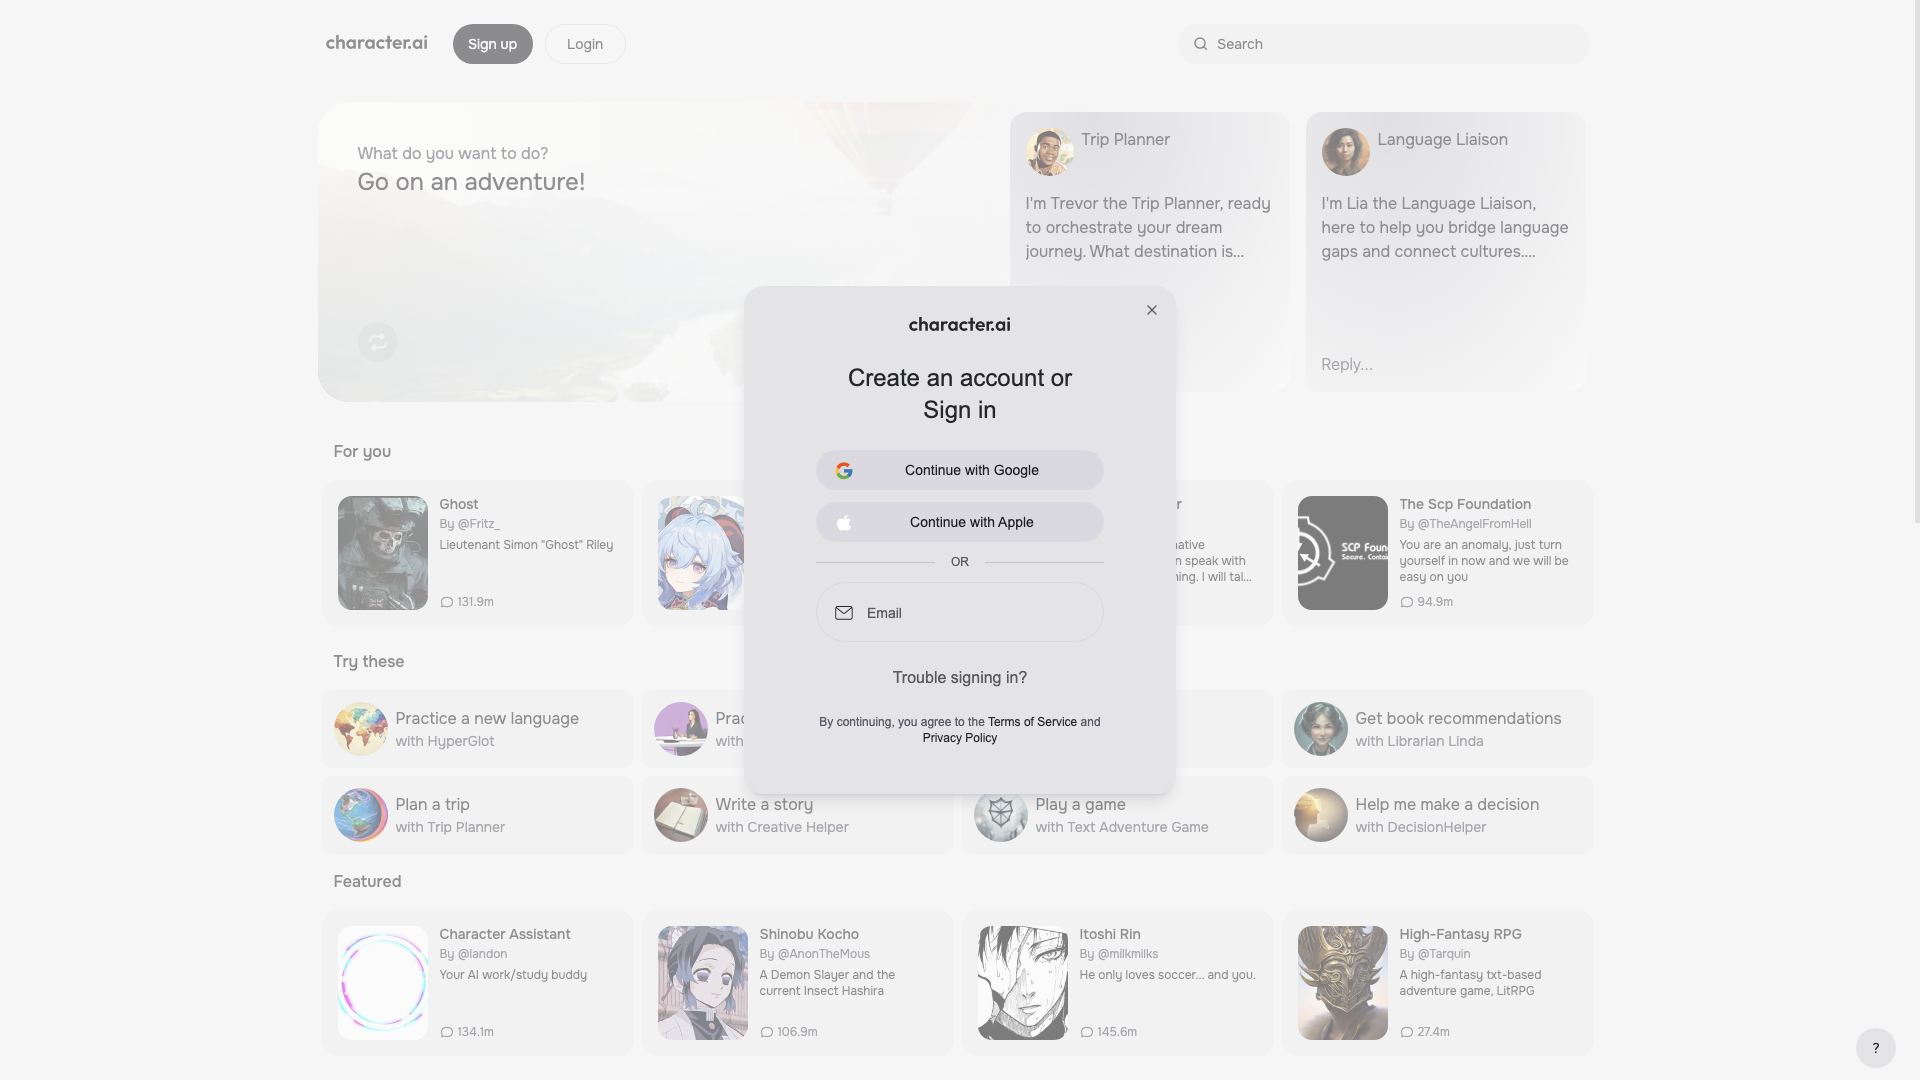 character.ai
Sign up
Login
Search
What do you want to do?
Go on an adventure!
Trip Planner
I'm Trevor the Trip Planner, ready
to orchestrate your dream
journey. What destination is...
Language Liaison
I'm Lia the Language Liaison,
here to help you bridge language
gaps and connect cultures....
Reply...
character.ai
Create an account or
Sign in
Continue with Google
Continue with Apple
OR
Email
Trouble signing in?
By continuing, you agree to the Terms of Service and
Privacy Policy
For you
Ghost
By @Fritz_
Lieutenant Simon "Ghost" Riley
131.9m
speak with
I will tal...
The Scp Foundation
By @TheAngelFromHell
You are an anomaly, just turn
yourself in now and we will be
easy on you
94.9m
Try these
Practice a new language
with HyperGlot
with
Get book recommendations
with Librarian Linda
Plan a trip
with Trip Planner
Write a story
with Creative Helper
Play a game
with Text Adventure Game
Help me make a decision
with DecisionHelper
Featured
Character Assistant
By @landon
Your AI work/study buddy
134.1m
Shinobu Kocho
By @AnonTheMous
A Demon Slayer and the
current Insect Hashira
106.9m
Itoshi Rin
By @milkmilks
He only loves soccer... and you.
145.6m
High-Fantasy RPG
By @Tarquin
A high-fantasy txt-based
adventure game, LitRPG
27.4m
?